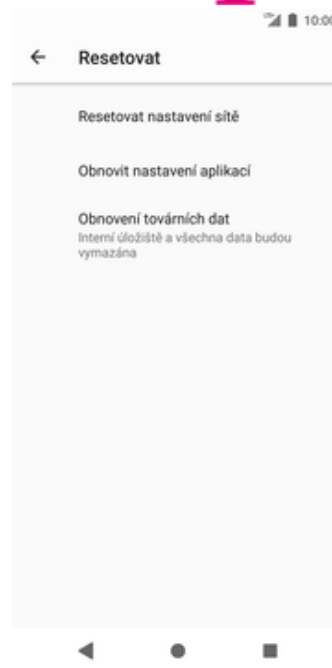 10:00
Resetovat
Resetovat nastavení sítě
Obnovit nastavení aplikací
Obnovení továrních dat
Interní úložiště a všechna data budou
vymazána